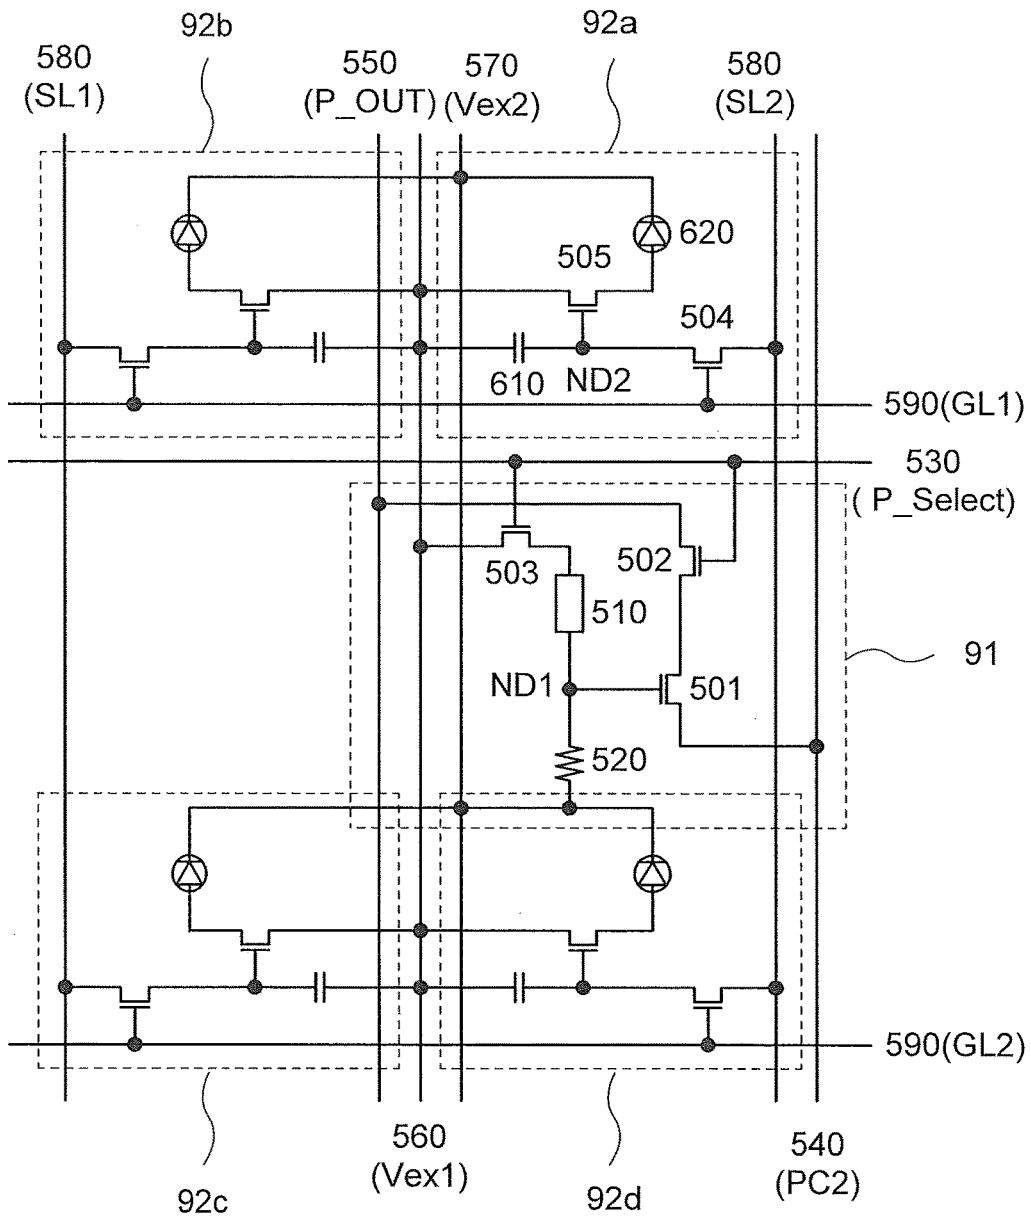 92b
92a
580
(SL1)
550
(P_OUT)
570
(Vex2)
580
(SL2)
505
620
504
610
ND2
590(GL1)
530
( P_Select)
503
502
510
91
ND1
501
520
590(GL2)
560
(Vex1)
540
(PC2)
92c
92d